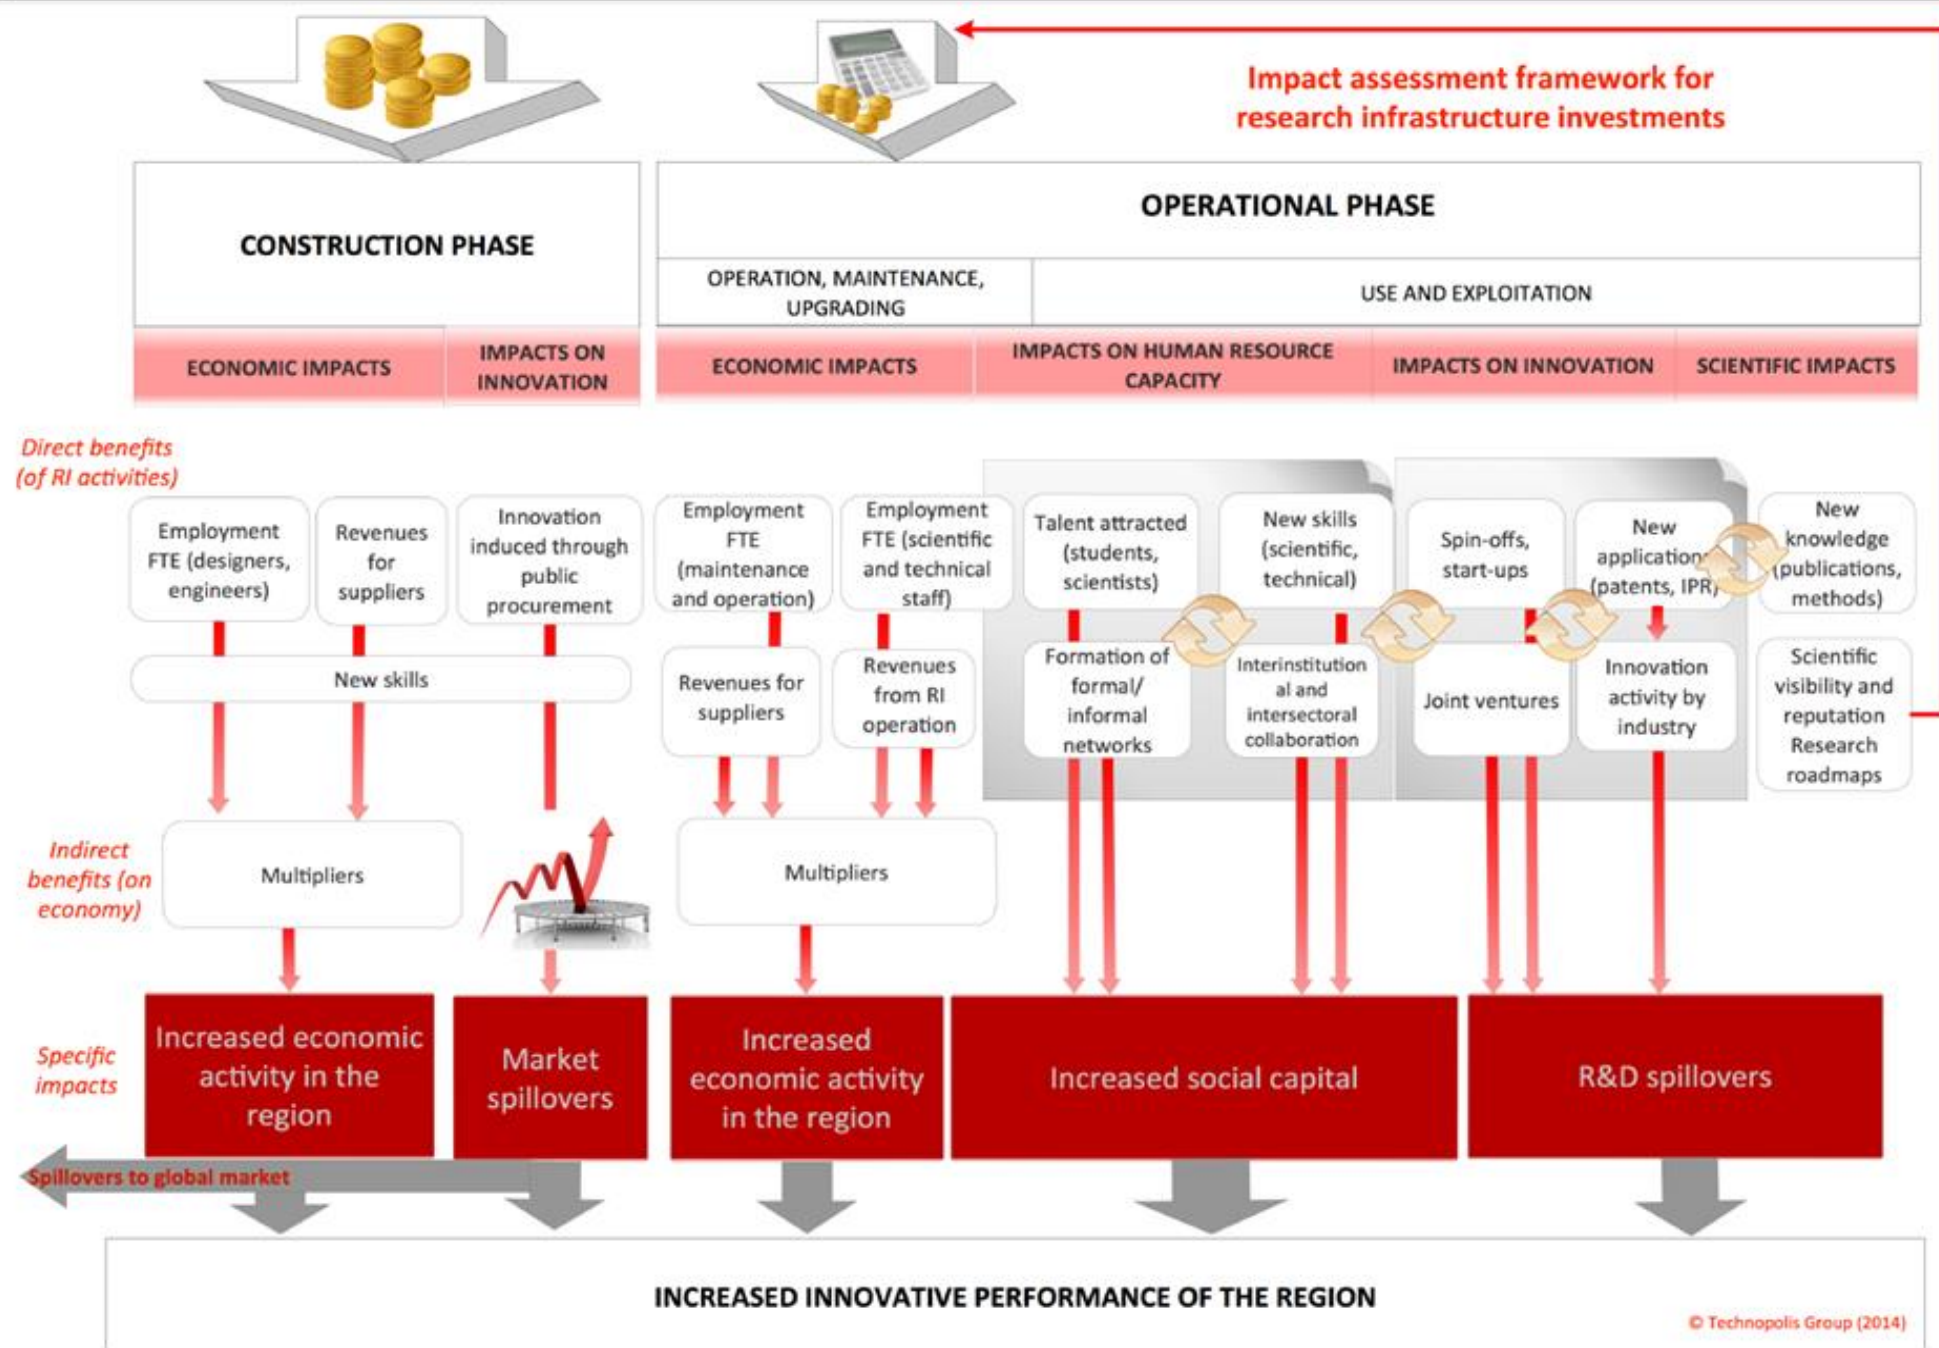 Impact assessment framework for
research infrastructure investments
CONSTRUCTION PHASE
OPERATIONAL PHASE
OPERATION, MAINTENANCE,
UPGRADING
USE AND EXPLOITATION
ECONOMIC IMPACTS
IMPACTS ON
INNOVATION
ECONOMIC IMPACTS
IMPACTS ON HUMAN RESOURCE
CAPACITY
IMPACTS ON INNOVATION
SCIENTIFIC IMPACTS
Direct benefits
(of RI activities)
Employment
FTE (designers,
engineers)
Revenues
for
suppliers
Innovation
induced through
public
procurement
Employment
FTE
(maintenance
and operation)
Employment
FTE (scientific
and technical
staff)
Talent attracted
(students,
scientists)
New skills
(scientific,
technical)
Spin-offs,
start-ups
New
applications
(patents, IPR)
New
knowledge
(publications,
methods)
New skills
Revenues for
suppliers
Revenues
from RI
operation
Formation of
formal/
informal
networks
Interinstitution
al and
intersectoral
collaboration
Joint ventures
Innovation
activity by
industry
Scientific
visibility and
reputation
Research
roadmaps
Indirect
benefits (on
economy)
Multipliers
Multipliers
Specific
impacts
Increased economic
activity in the
region
Market
spillovers
Increased
economic activity
in the region
Increased social capital
R&D spillovers
Spillovers to global market
INCREASED INNOVATIVE PERFORMANCE OF THE REGION
© Technopolis Group (2014)